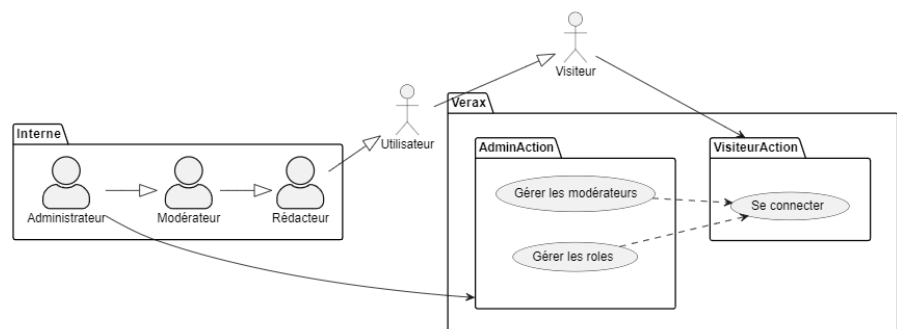 Visiteur
Verax
Interne
Utilisateur
AdminAction
VisiteurAction
Gérer les modérateurs
Se connecter
Administrateur
Modérateur
Rédacteur
Gérer les roles